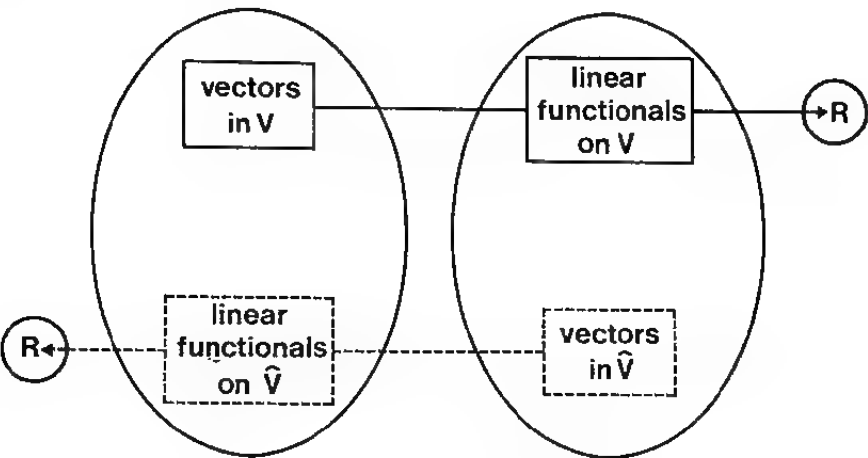 vectors
in V
linear
functionals
on V
R
R
linear
functionals
on V̂
vectors
in V̂